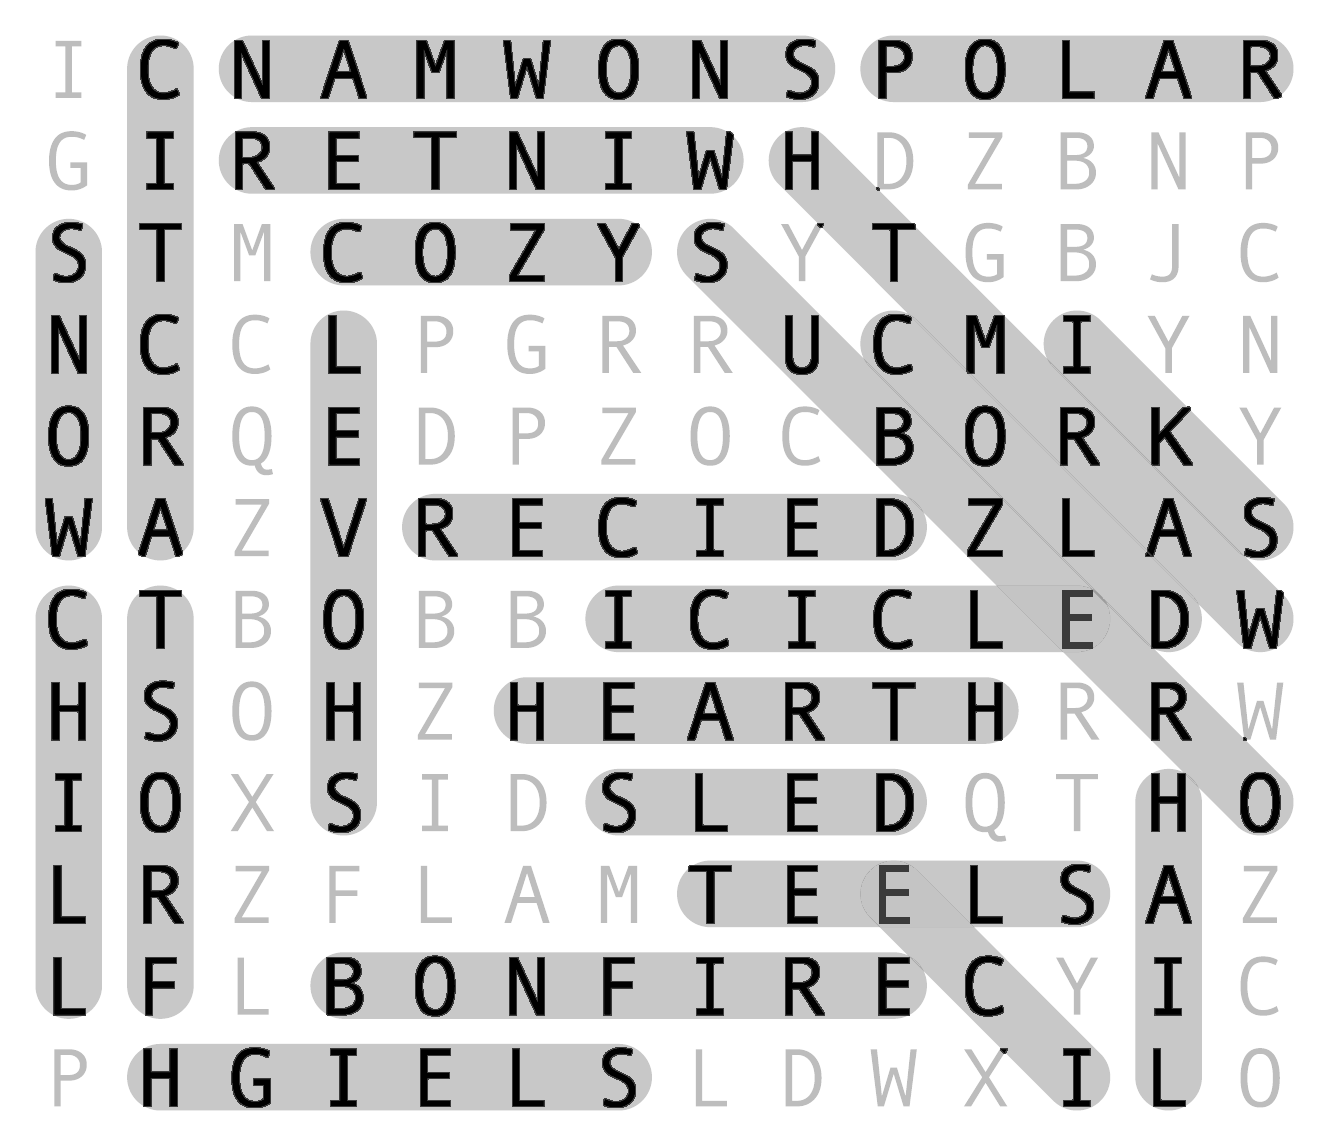 I C N A M W O N S P O L A R
G I R E T N I W H D Z B N P
S T M C O Z Y S Y T G B J C
N C C L P G R R U C M I Y N
O R Q E D P Z O C B O R K Y
W A Z V R E C I E D Z L A S
C T B O B B I C I C L E D W
H S O H Z H E A R T H R R W
I O X S I D S L E D Q T H O
L R Z F L A M T E E L S A Z
L F L B O N F I R E C Y I C
P H G I E L S L D W X I L O